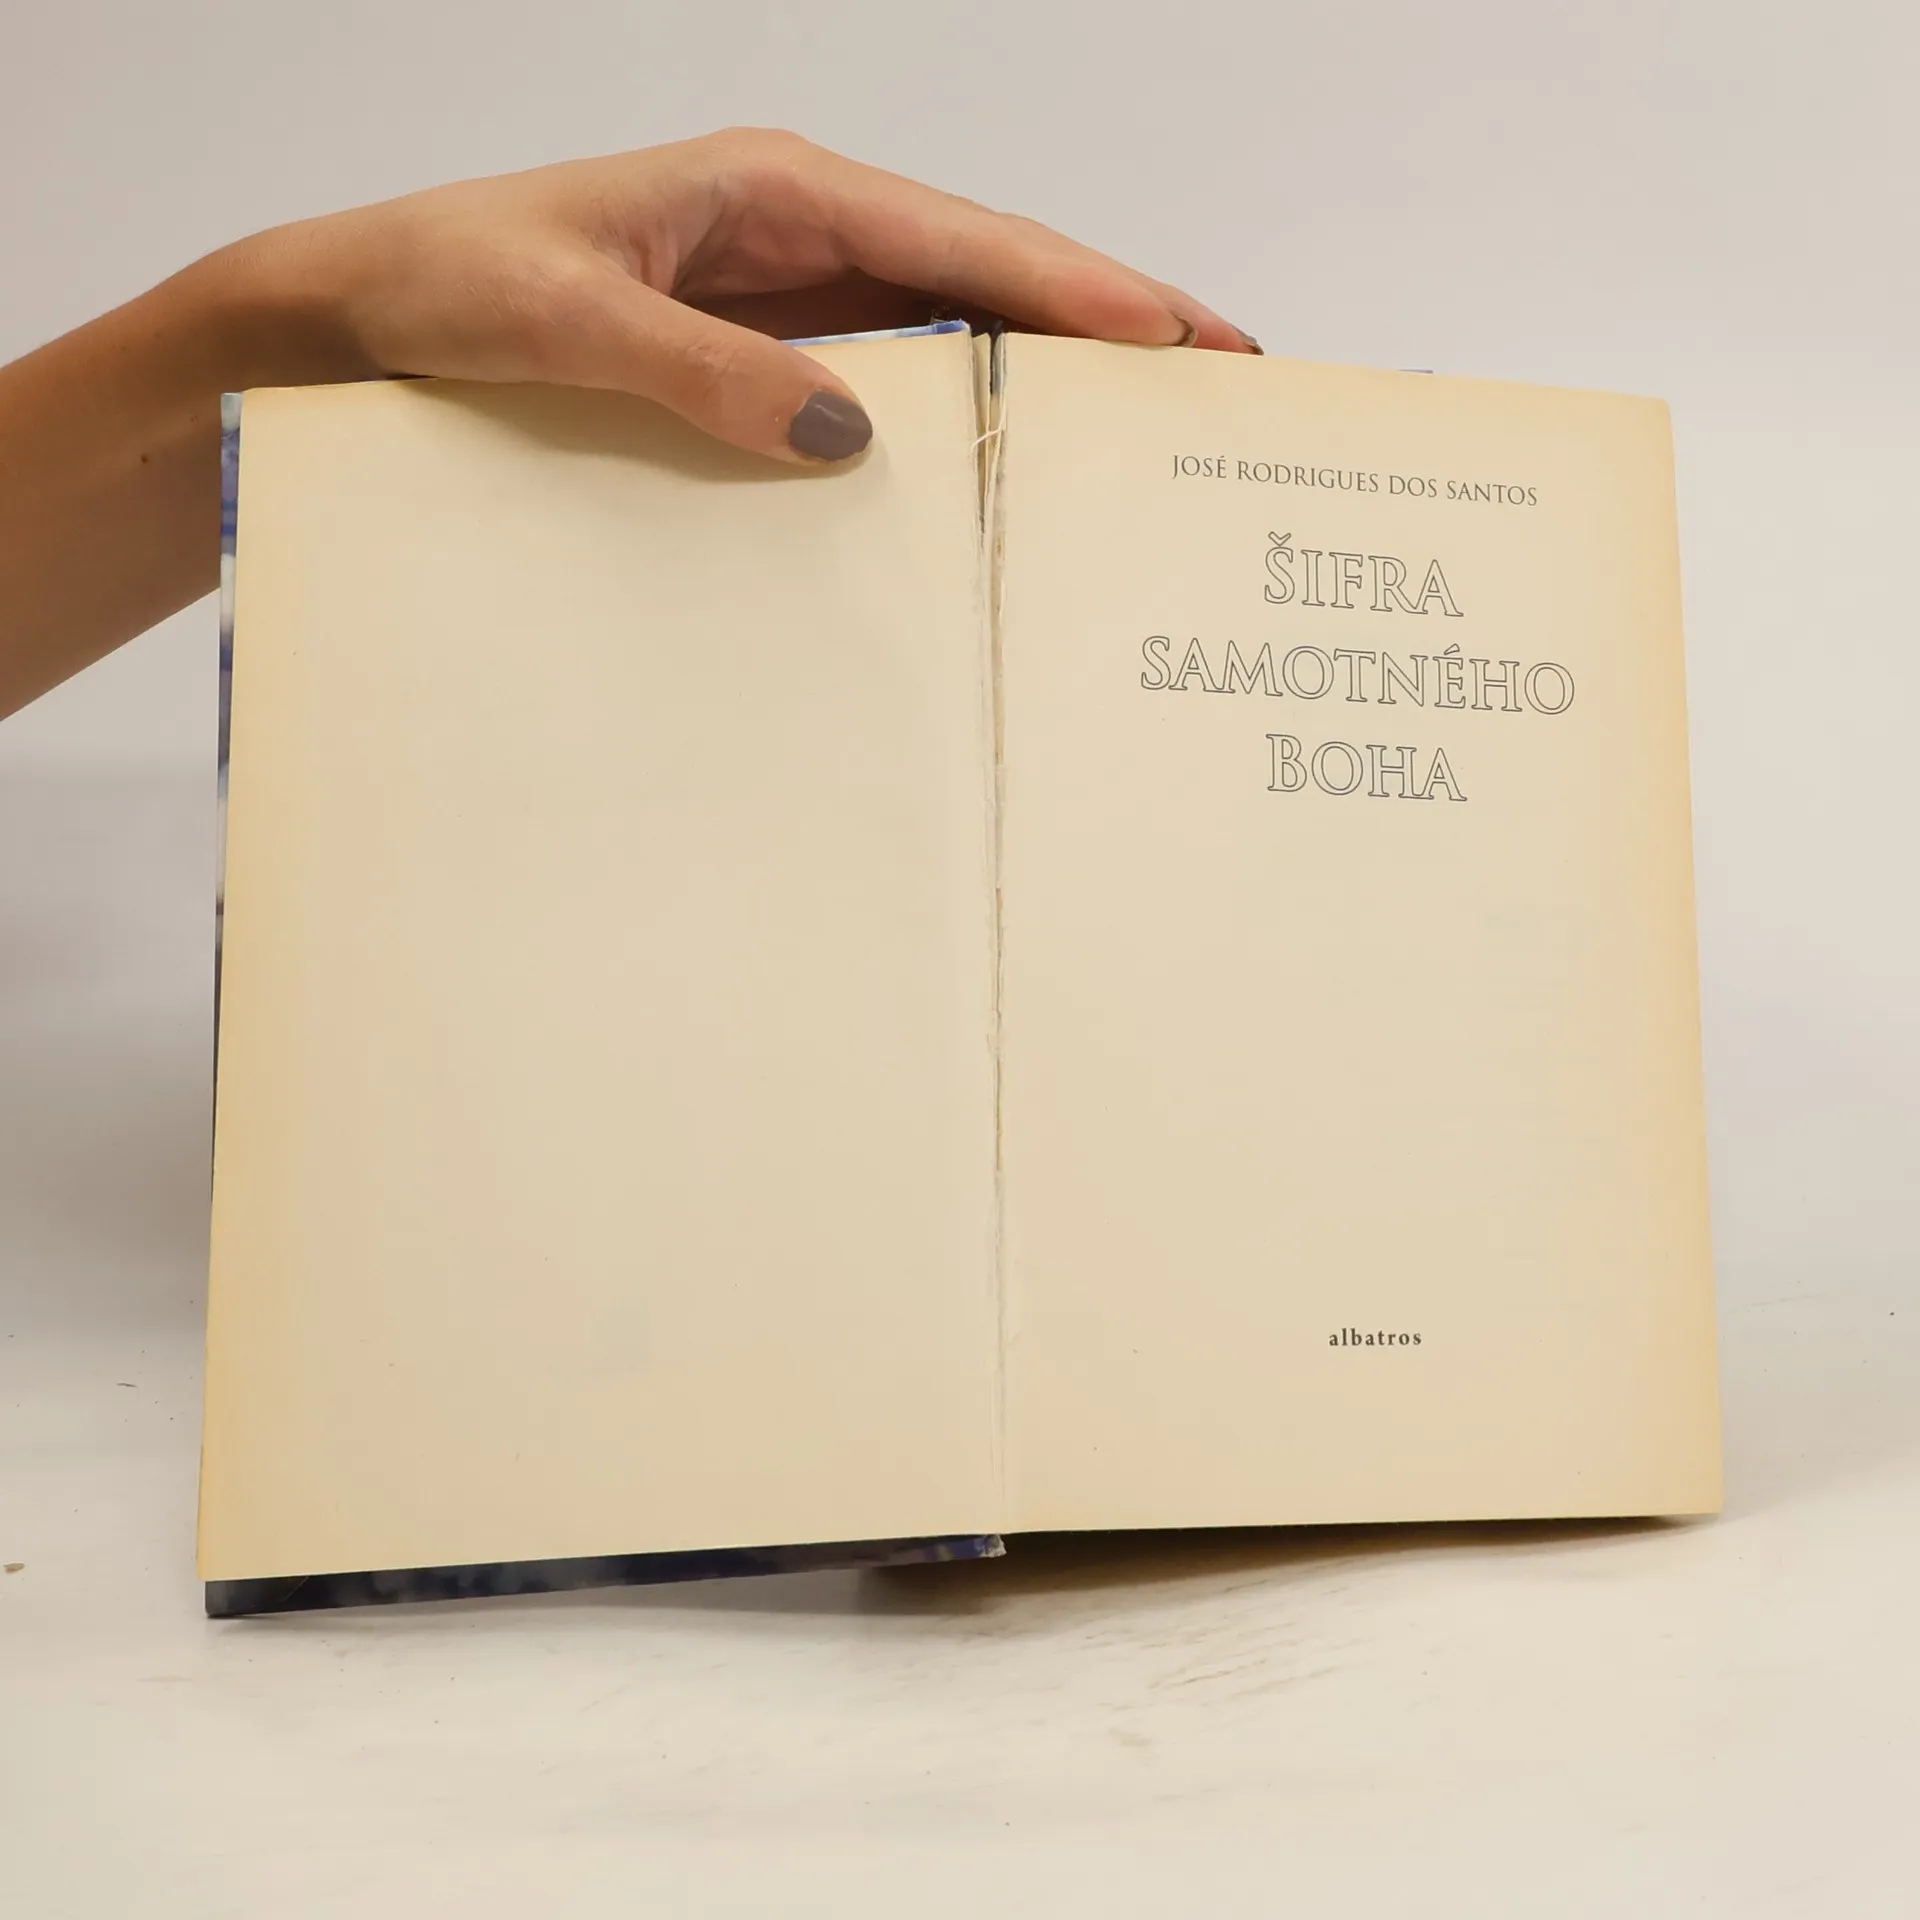 JOSÉ RODRIGUES DOS SANTOS
ŠIFRA
SAMOTNÉHO
BOHA
albatros